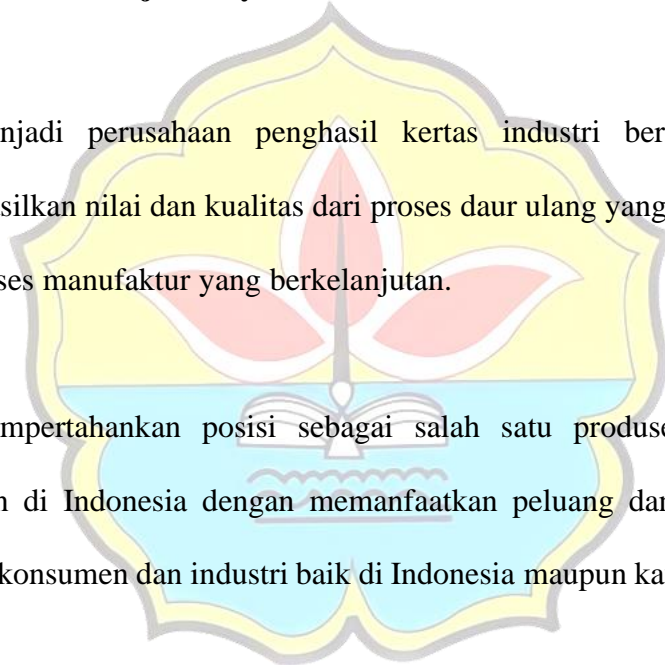 njadi perusahaan penghasil kertas industri ber
silkan nilai dan kualitas dari proses daur ulang yang
ses manufaktur yang berkelanjutan.
mpertahankan posisi sebagai salah satu produse
di Indonesia dengan memanfaatkan peluang dar
konsumen dan industri baik di Indonesia maupun ka